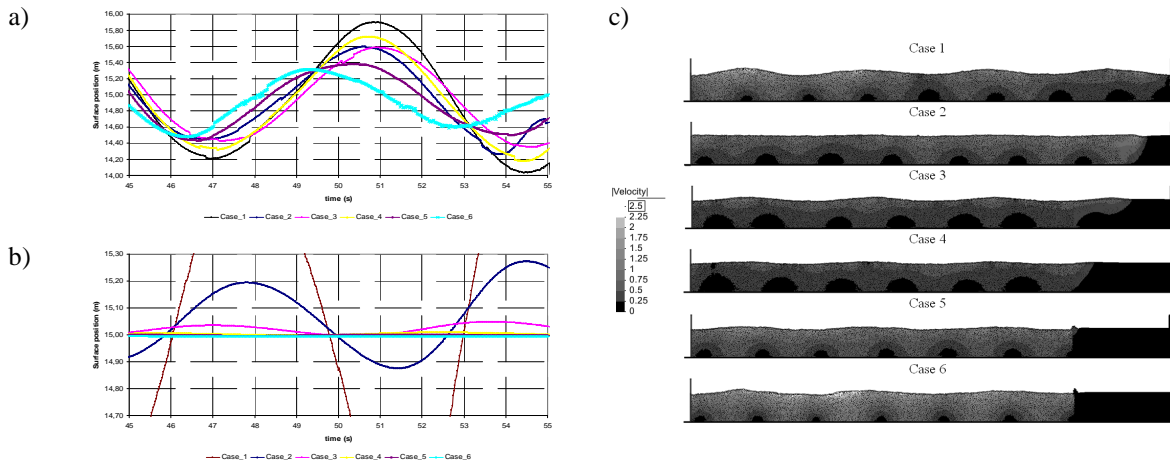 a)
Surface position (m)
16,00
15,80
15,60
15,40
15,20
15,00
14,80
14,60
14,40
14,20
14,00
45 46 47 48 49 50 51 52 53 54 55
time (s)
Case_1 Case_2 Case_3 Case_4 Case_5 Case_6
b)
Surface position (m)
15,30
15,20
15,10
15,00
14,90
14,80
14,70
45 46 47 48 49 50 51 52 53 54 55
time (s)
Case_1 Case_2 Case_3 Case_4 Case_5 Case_6
c)
|Velocity|
2.5
2.25
2
1.75
1.5
1.25
1
0.75
0.5
0.25
0
Case 1
Case 2
Case 3
Case 4
Case 5
Case 6